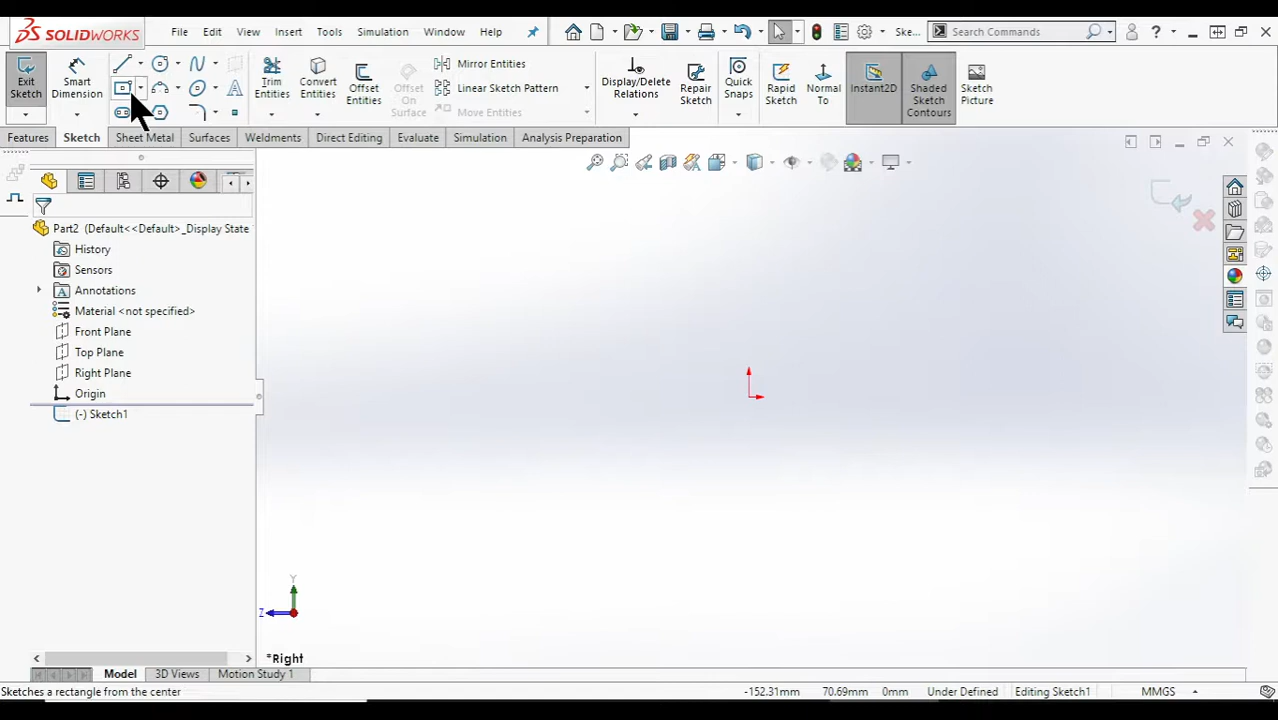 SOLIDWORKS File Edit View Insert Tools Simulation Window Help Ske... Search Commands ?
Exit Sketch Smart Dimension Trim Entities Convert Entities Offset Entities Offset On Surface Mirror Entities Linear Sketch Pattern Move Entities Display/Delete Relations Repair Sketch Quick Snaps Rapid Sketch Normal To Instant2D Shaded Sketch Contours Sketch Picture
Features Sketch Sheet Metal Surfaces Weldments Direct Editing Evaluate Simulation Analysis Preparation
Part2 (Default<<Default>_Display State
History
Sensors
Annotations
Material <not specified>
Front Plane
Top Plane
Right Plane
Origin
(-) Sketch1
Y
Z
*Right
Model 3D Views Motion Study 1
Sketches a rectangle from the center -152.31mm 70.69mm 0mm Under Defined Editing Sketch1 MMGS